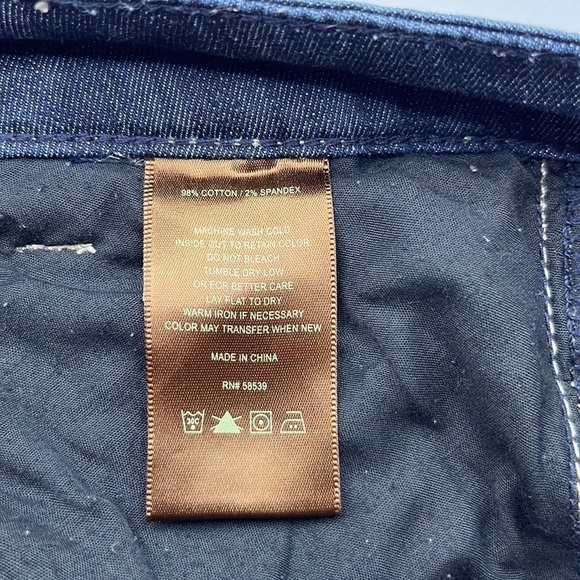 98% COTTON / 2% SPANDEX
MACHINE WASH COLD
INSIDE OUT TO RETAIN COLOR
DO NOT BLEACH
TUMBLE DRY LOW
OR FOR BETTER CARE
LAY FLAT TO DRY
WARM IRON IF NECESSARY
COLOR MAY TRANSFER WHEN NEW
MADE IN CHINA
RN# 58539
30C